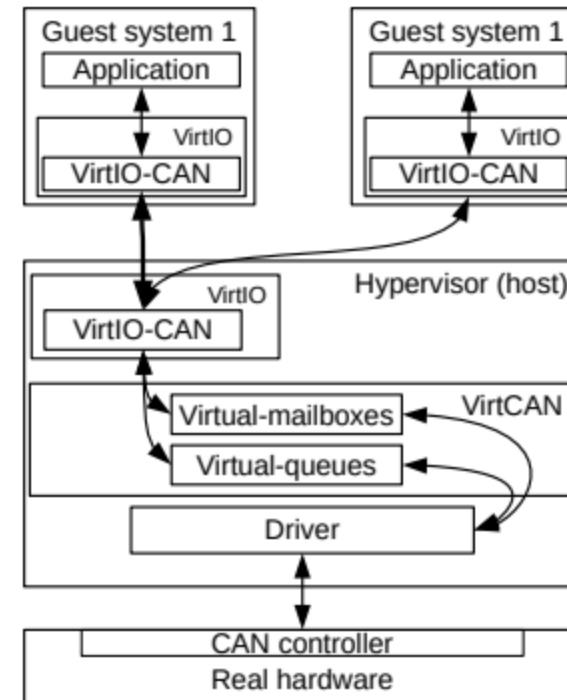 Guest system 1
Application
VirtIO
VirtIO-CAN
Guest system 1
Application
VirtIO
VirtIO-CAN
Hypervisor (host)
VirtIO
VirtIO-CAN
VirtCAN
Virtual-mailboxes
Virtual-queues
Driver
CAN controller
Real hardware